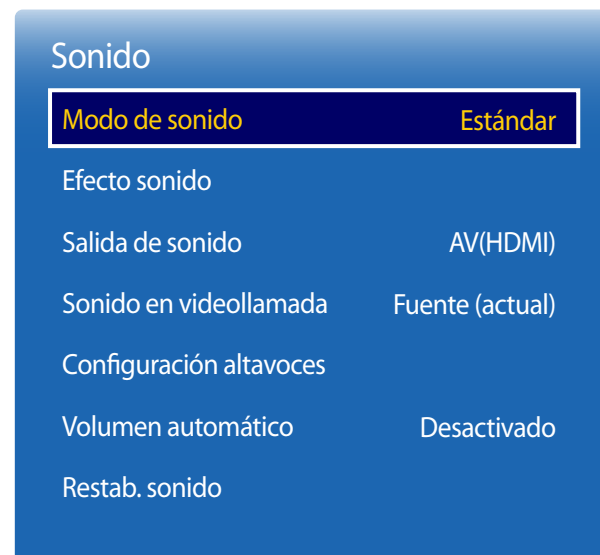 Sonido
Modo de sonido Estándar
Efecto sonido
Salida de sonido AV(HDMI)
Sonido en videollamada Fuente (actual)
Configuración altavoces
Volumen automático Desactivado
Restab. sonido